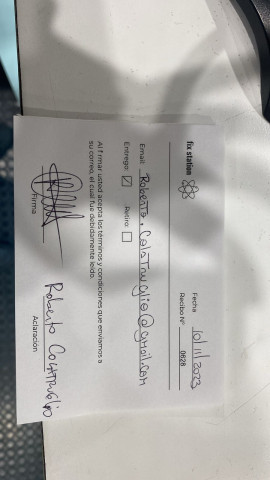 fix station
Fecha 10/11/2023
Recibo N° 0828
Email: Roberto.Colatruglio@gmail.com
Entrega: ☑ Retiro: ☐
Al firmar usted acepta los términos y condiciones que enviamos a
su correo, el cual fue debidamente leído.
Roberto Colatruglio
Firma Aclaración